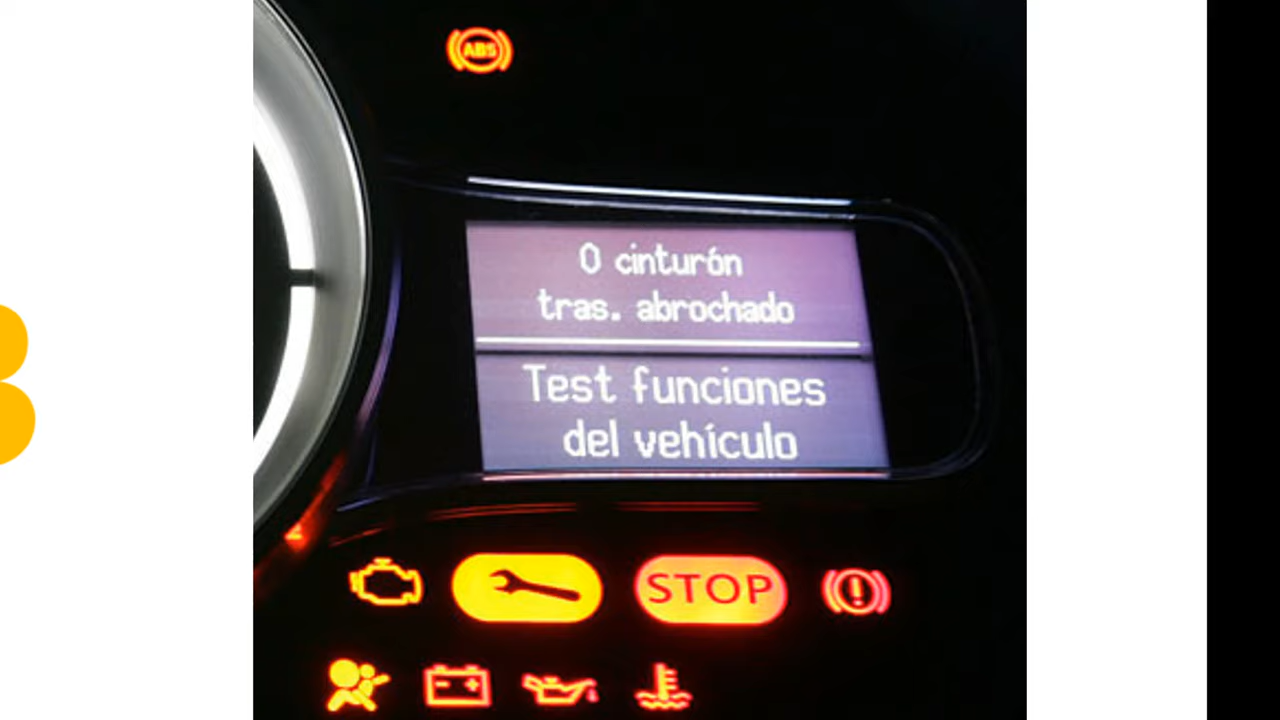 ABS
0 cinturón
tras. abrochado
Test funciones
del vehículo
STOP